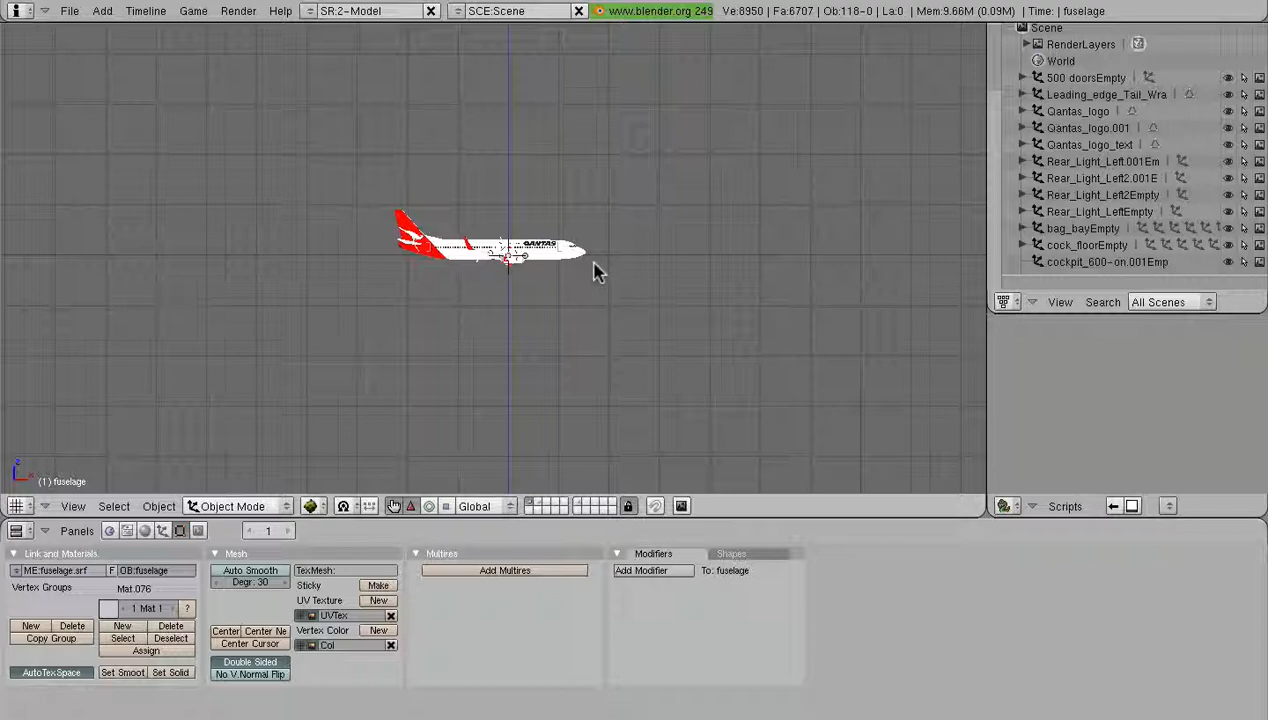 File Add Timeline Game Render Help SR:2-Model SCE:Scene www.blender.org 249 Ve:8950 | Fa:6707 | Ob:118-0 | La:0 | Mem:9.66M (0.09M) | Time: | fuselage
Scene
RenderLayers
World
500 doorsEmpty
Leading_edge_Tail_Wra
Qantas_logo
Qantas_logo.001
Qantas_logo_text
Rear_Light_Left.001Em
Rear_Light_Left2.001E
Rear_Light_Left2Empty
Rear_Light_LeftEmpty
bag_bayEmpty
cock_floorEmpty
cockpit_600-on.001Emp
View Search All Scenes
QANTAS
z
x
(1) fuselage
View Select Object Object Mode Global
Scripts
Panels 1
Link and Materials
ME:fuselage.srf F OB:fuselage
Vertex Groups
Mat.076
1 Mat 1 ?
New Delete New Delete
Copy Group Select Deselect
Assign
AutoTexSpace Set Smoot Set Solid
Mesh
Auto Smooth
Degr: 30
Center Center Ne
Center Cursor
Double Sided
No V.Normal Flip
TexMesh:
Sticky Make
UV Texture New
UVTex
Vertex Color New
Col
Multires
Add Multires
Modifiers Shapes
Add Modifier To: fuselage